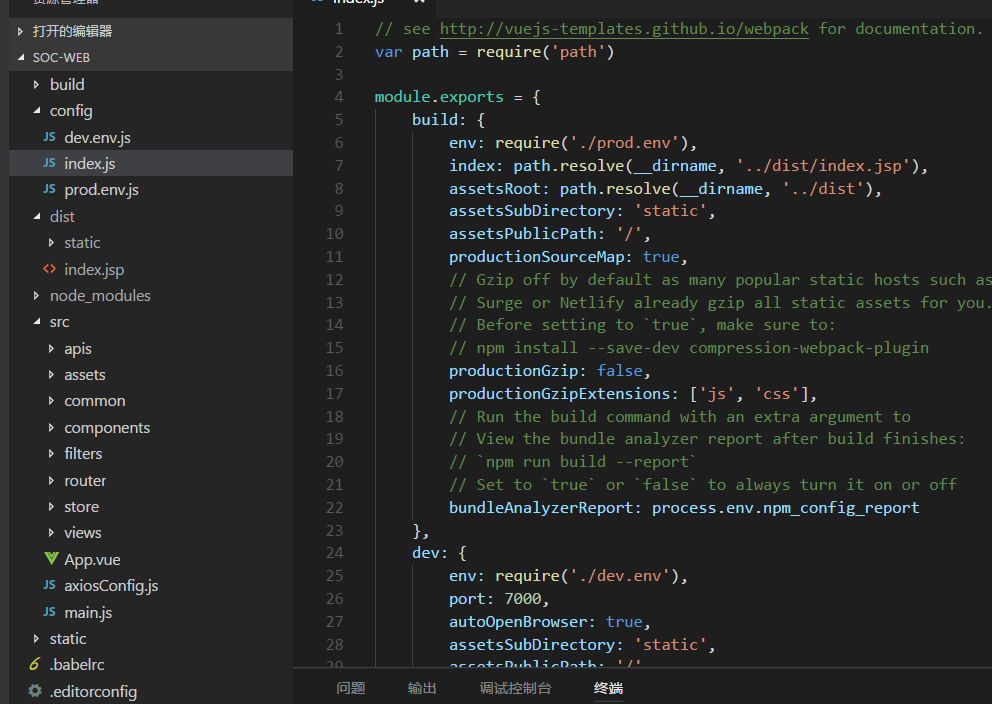 资源管理器
打开的编辑器
SOC-WEB
build
config
JS dev.env.js
JS index.js
JS prod.env.js
dist
static
<> index.jsp
node_modules
src
apis
assets
common
components
filters
router
store
views
App.vue
JS axiosConfig.js
JS main.js
static
.babelrc
.editorconfig
index.js
1 // see http://vuejs-templates.github.io/webpack for documentation.
2 var path = require('path')
3
4 module.exports = {
5 build: {
6 env: require('./prod.env'),
7 index: path.resolve(__dirname, '../dist/index.jsp'),
8 assetsRoot: path.resolve(__dirname, '../dist'),
9 assetsSubDirectory: 'static',
10 assetsPublicPath: '/',
11 productionSourceMap: true,
12 // Gzip off by default as many popular static hosts such as
13 // Surge or Netlify already gzip all static assets for you.
14 // Before setting to `true`, make sure to:
15 // npm install --save-dev compression-webpack-plugin
16 productionGzip: false,
17 productionGzipExtensions: ['js', 'css'],
18 // Run the build command with an extra argument to
19 // View the bundle analyzer report after build finishes:
20 // `npm run build --report`
21 // Set to `true` or `false` to always turn it on or off
22 bundleAnalyzerReport: process.env.npm_config_report
23 },
24 dev: {
25 env: require('./dev.env'),
26 port: 7000,
27 autoOpenBrowser: true,
28 assetsSubDirectory: 'static',
29 assetsPublicPath: '/'
问题 输出 调试控制台 终端